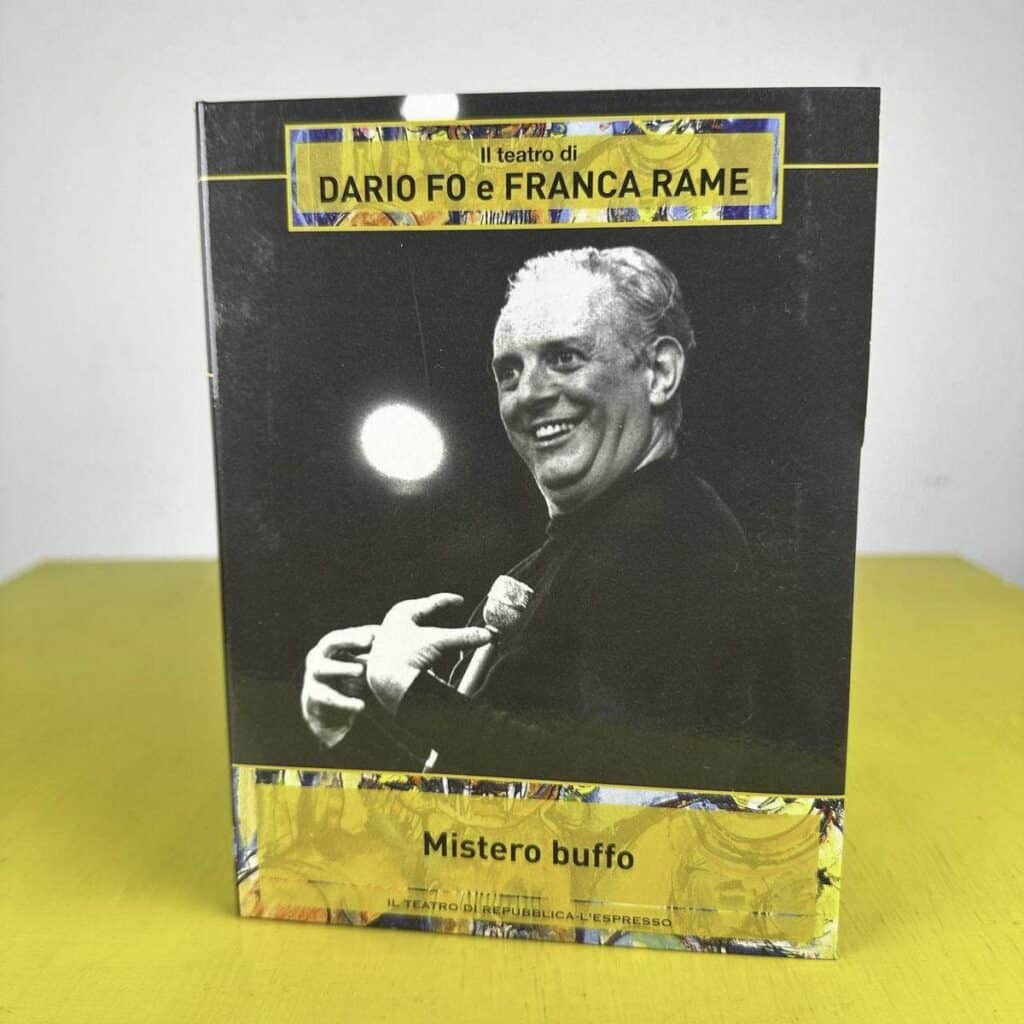 Il teatro di
DARIO FO e FRANCA RAME
Mistero buffo
IL TEATRO DI REPUBBLICA-L'ESPRESSO